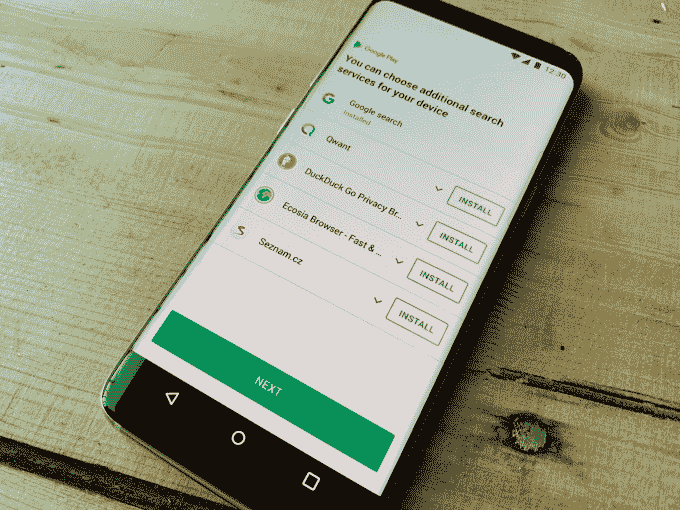 12:30
Google Play
You can choose additional search
services for your device
Google search
Installed
Qwant
INSTALL
DuckDuck Go Privacy Br...
INSTALL
Ecosia Browser - Fast & ...
INSTALL
Seznam.cz
INSTALL
NEXT